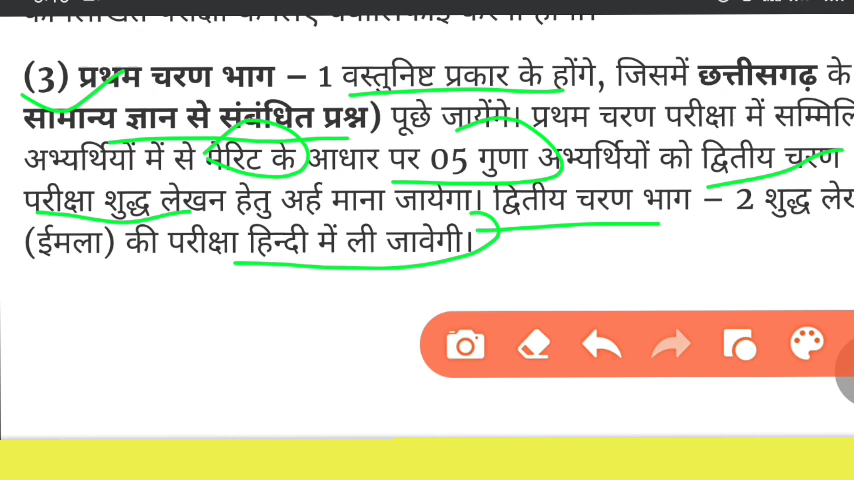 (3) प्रथम चरण भाग – 1 वस्तुनिष्ट प्रकार के होंगे, जिसमें छत्तीसगढ़ के
सामान्य ज्ञान से संबंधित प्रश्न) पूछे जायेंगे। प्रथम चरण परीक्षा में
अभ्यर्थियों में से मेरिट के आधार पर 05 गुणा अभ्यर्थियों को द्वितीय चरण
परीक्षा शुद्ध लेखन हेतु अर्ह माना जायेगा। द्वितीय चरण भाग – 2 शुद्ध
(ईमला) की परीक्षा हिन्दी में ली जावेगी।